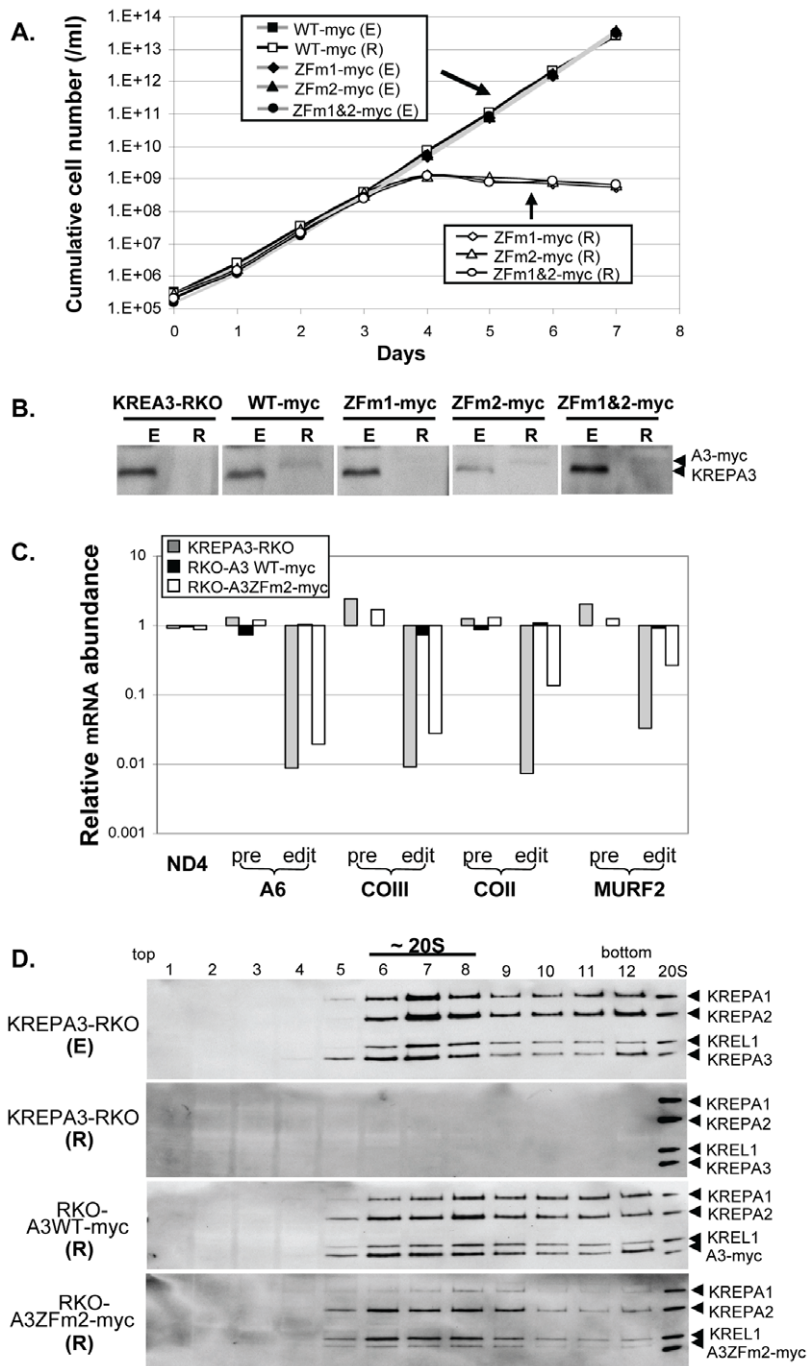 A.
Cumulative cell number (/ml)
1.E+14
1.E+13
1.E+12
1.E+11
1.E+10
1.E+09
1.E+08
1.E+07
1.E+06
1.E+05
WT-myc (E)
WT-myc (R)
ZFm1-myc (E)
ZFm2-myc (E)
ZFm1&2-myc (E)
ZFm1-myc (R)
ZFm2-myc (R)
ZFm1&2-myc (R)
0 1 2 3 4 5 6 7 8
Days
B.
KREA3-RKO WT-myc ZFm1-myc ZFm2-myc ZFm1&2-myc
E R E R E R E R E R
A3-myc
KREPA3
C.
KREPA3-RKO
RKO-A3 WT-myc
RKO-A3ZFm2-myc
Relative mRNA abundance
10
1
0.1
0.01
0.001
ND4
pre edit pre edit pre edit pre edit
A6 COIII COII MURF2
D.
~ 20S
top bottom
1 2 3 4 5 6 7 8 9 10 11 12 20S
KREPA3-RKO
(E)
KREPA1
KREPA2
KREL1
KREPA3
KREPA3-RKO
(R)
KREPA1
KREPA2
KREL1
KREPA3
RKO-
A3WT-myc
(R)
KREPA1
KREPA2
KREL1
A3-myc
RKO-
A3ZFm2-myc
(R)
KREPA1
KREPA2
KREL1
A3ZFm2-myc